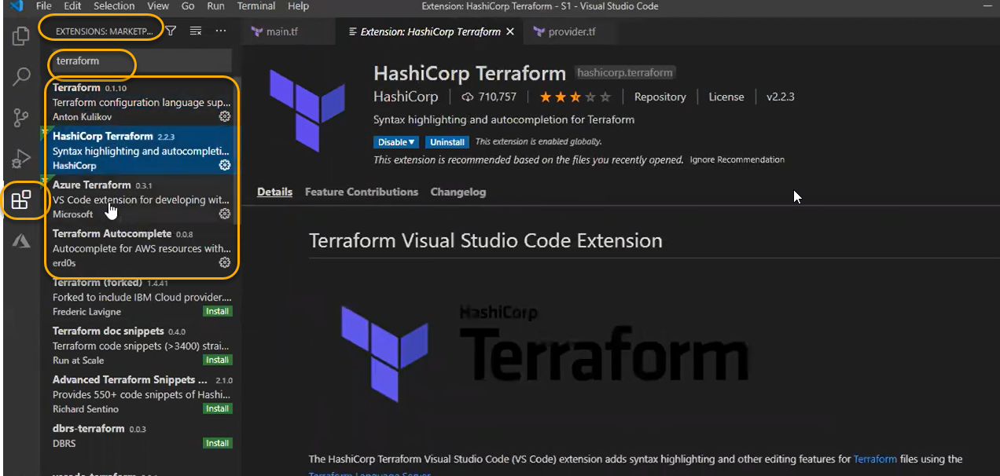 File Edit Selection View Go Run Terminal Help
Extension: HashiCorp Terraform - S1 - Visual Studio Code
EXTENSIONS: MARKETP...
main.tf
Extension: HashiCorp Terraform
provider.tf
terraform
Terraform 0.1.10
Terraform configuration language sup...
Anton Kulikov
HashiCorp Terraform 2.2.3
Syntax highlighting and autocompleti...
HashiCorp
Azure Terraform 0.3.1
VS Code extension for developing wit...
Microsoft
Terraform Autocomplete 0.0.8
Autocomplete for AWS resources with...
erd0s
Terraform (forked) 1.4.41
Forked to include IBM Cloud provider....
Frederic Lavigne Install
Terraform doc snippets 0.4.0
Terraform code snippets (>3400) strai...
Run at Scale Install
Advanced Terraform Snippets ... 2.1.0
Provides 550+ code snippets of Hashi...
Richard Sentino Install
dbrs-terraform 0.0.3
DBRS Install
HashiCorp Terraform hashicorp.terraform
HashiCorp 710,757 Repository License v2.2.3
Syntax highlighting and autocompletion for Terraform
Disable Uninstall This extension is enabled globally.
This extension is recommended based on the files you recently opened. Ignore Recommendation
Details Feature Contributions Changelog
Terraform Visual Studio Code Extension
HashiCorp
Terraform
The HashiCorp Terraform Visual Studio Code (VS Code) extension adds syntax highlighting and other editing features for Terraform files using the
Terraform Language Server